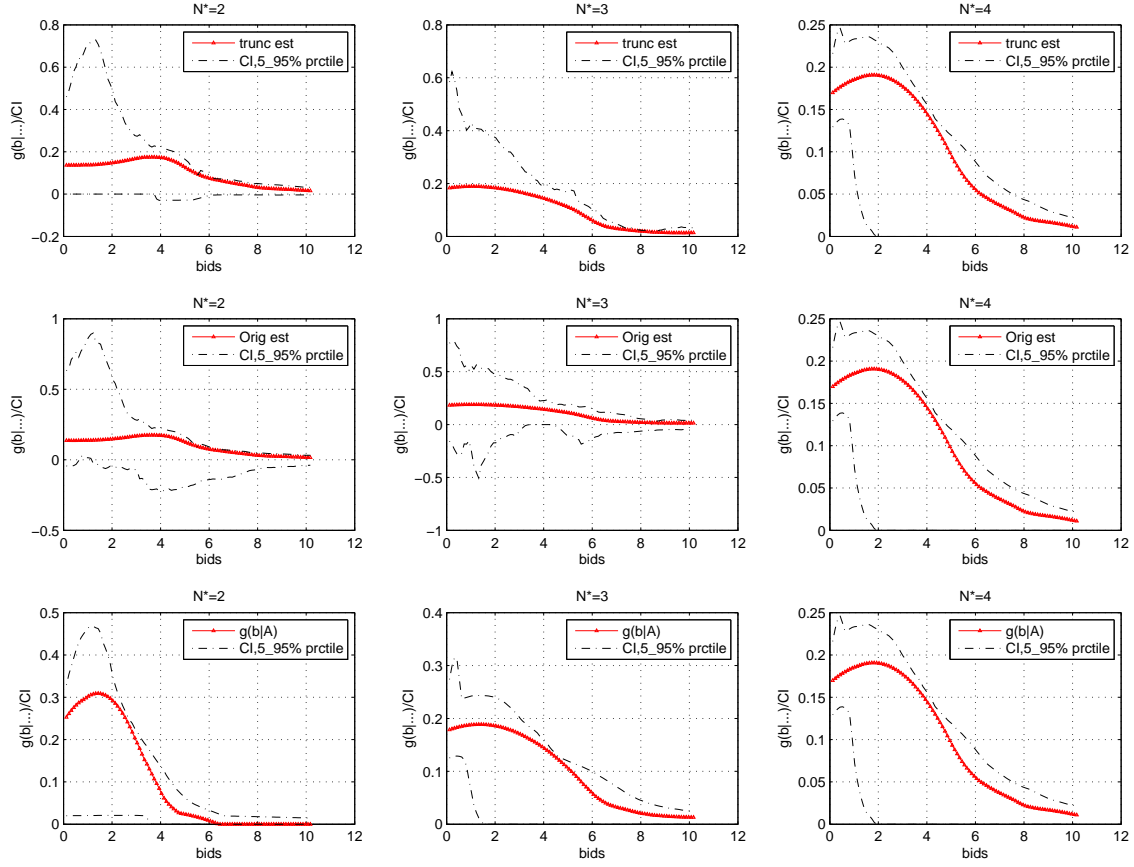 N*=2
0.8
0.6
0.4
0.2
0
−0.2
g(b|...)/CI
0 2 4 6 8 10 12
bids
trunc est
CI,5_95% prctile
N*=3
0.8
0.6
0.4
0.2
0
g(b|...)/CI
0 2 4 6 8 10 12
bids
trunc est
CI,5_95% prctile
N*=4
0.25
0.2
0.15
0.1
0.05
0
g(b|...)/CI
0 2 4 6 8 10 12
bids
trunc est
CI,5_95% prctile
N*=2
1
0.5
0
−0.5
g(b|...)/CI
0 2 4 6 8 10 12
bids
Orig est
CI,5_95% prctile
N*=3
1
0.5
0
−0.5
−1
g(b|...)/CI
0 2 4 6 8 10 12
bids
Orig est
CI,5_95% prctile
N*=4
0.25
0.2
0.15
0.1
0.05
0
g(b|...)/CI
0 2 4 6 8 10 12
bids
Orig est
CI,5_95% prctile
N*=2
0.5
0.4
0.3
0.2
0.1
0
g(b|...)/CI
0 2 4 6 8 10 12
bids
g(b|A)
CI,5_95% prctile
N*=3
0.4
0.3
0.2
0.1
0
g(b|...)/CI
0 2 4 6 8 10 12
bids
g(b|A)
CI,5_95% prctile
N*=4
0.25
0.2
0.15
0.1
0.05
0
g(b|...)/CI
0 2 4 6 8 10 12
bids
g(b|A)
CI,5_95% prctile